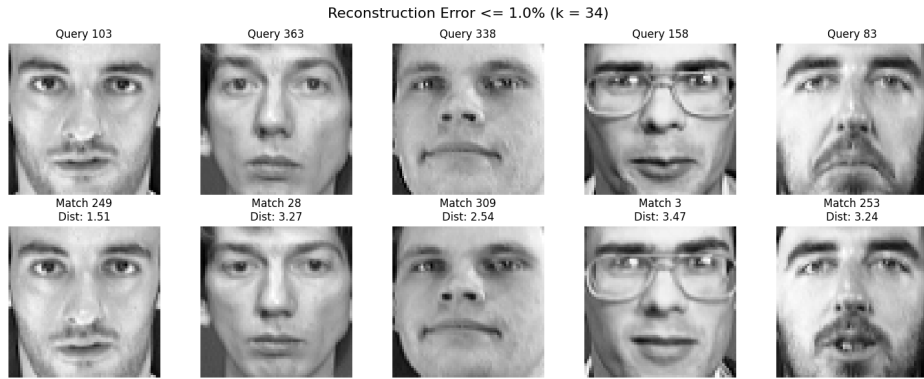 Reconstruction Error <= 1.0% (k = 34)
Query 103
Query 363
Query 338
Query 158
Query 83
Match 249
Dist: 1.51
Match 28
Dist: 3.27
Match 309
Dist: 2.54
Match 3
Dist: 3.47
Match 253
Dist: 3.24